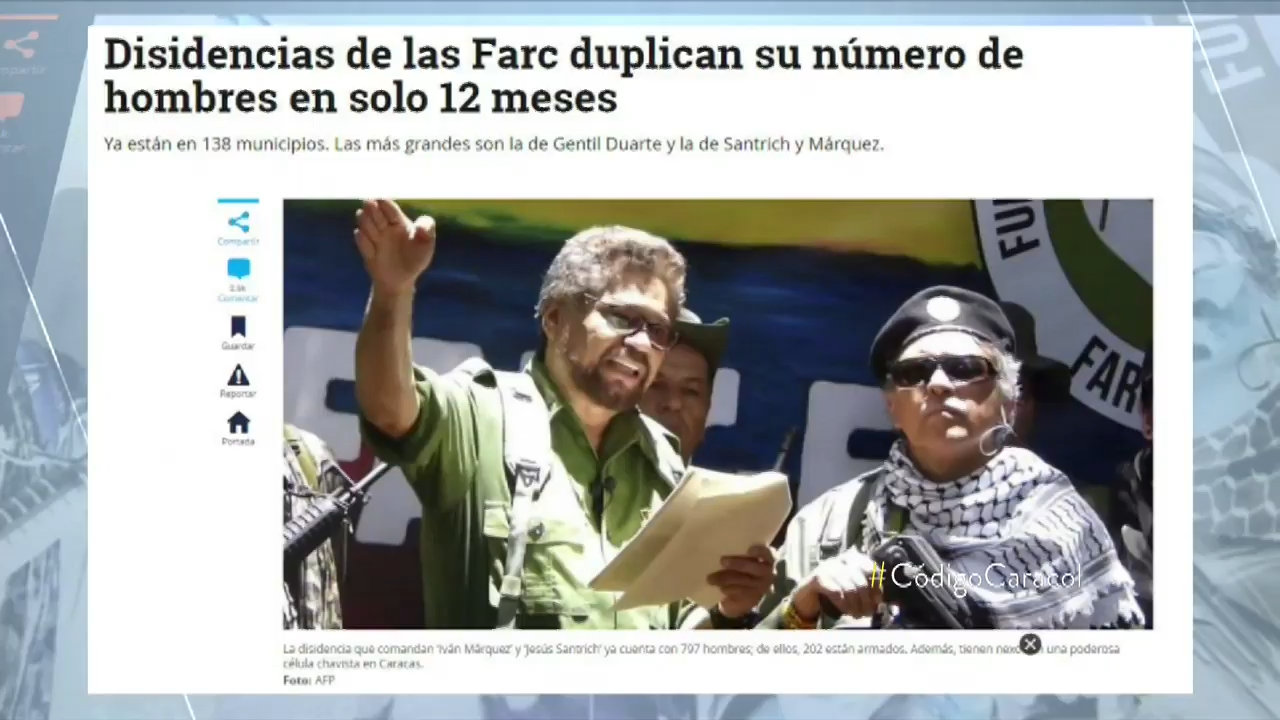 Disidencias de las Farc duplican su número de
hombres en solo 12 meses
Ya están en 138 municipios. Las más grandes son la de Gentil Duarte y la de Santrich y Márquez.
Compartir
Comentar
Guardar
Reportar
Portada
FU
FAR
#CódigoCaracol
La disidencia que comandan 'Iván Márquez' y 'Jesús Santrich' ya cuenta con 797 hombres; de ellos, 202 están armados. Además, tienen una poderosa
célula chavista en Caracas.
Foto: AFP